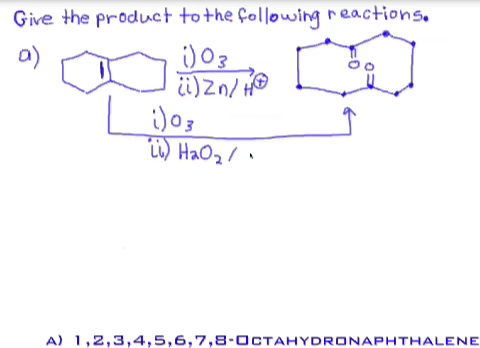 Give the product to the following reactions.
a)
i) O3
ii) Zn/ H⊕
O O
i) O3
ii) H2O2 /
A) 1,2,3,4,5,6,7,8-OCTAHYDRONAPHTHALENE